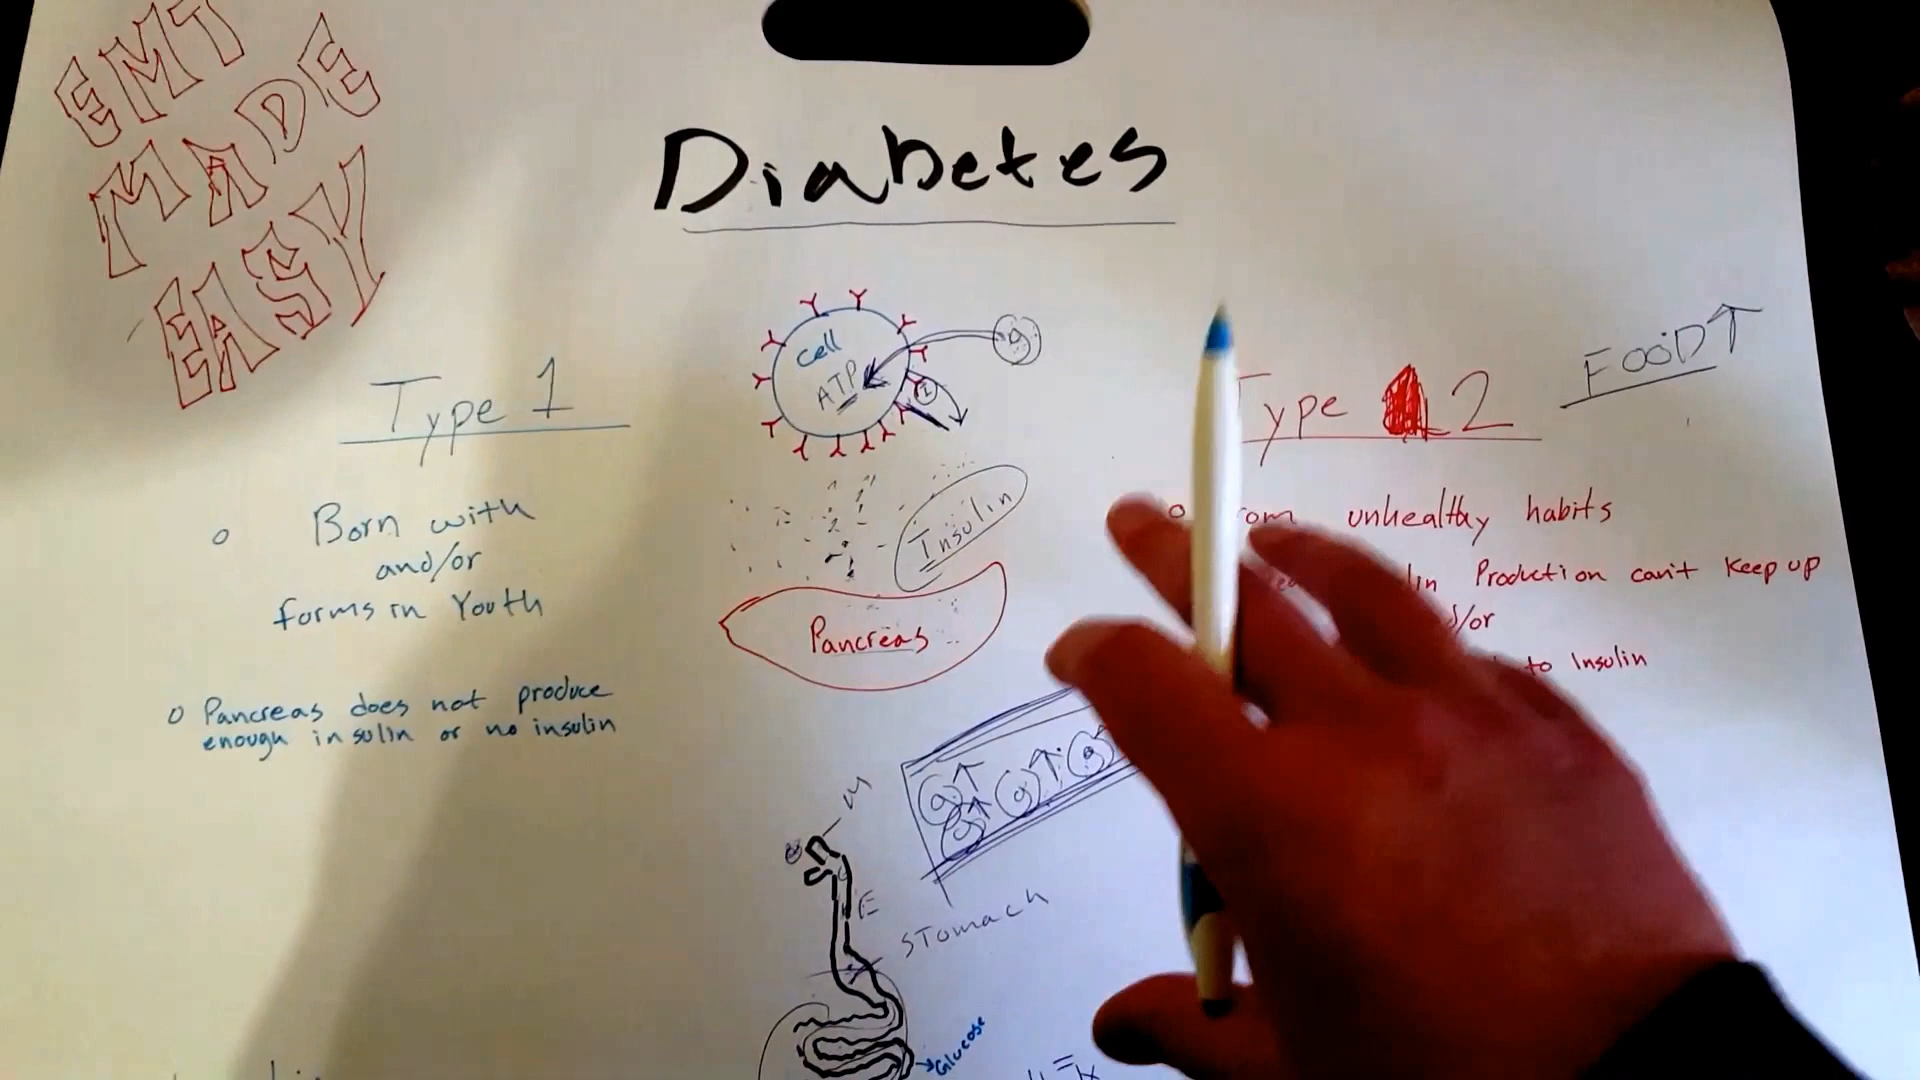 EMT
MADE
EASY
Diabetes
Cell
ATP
g
I
Type 1
Type 2
FOOD↑
Born with
and/or
forms in Youth
Pancreas does not produce
enough insulin or no insulin
Insulin
Pancreas
unhealthy habits
Production can't Keep up
to Insulin
g↑ g↑ g↑
g↑
M
E
STomach
Glucose